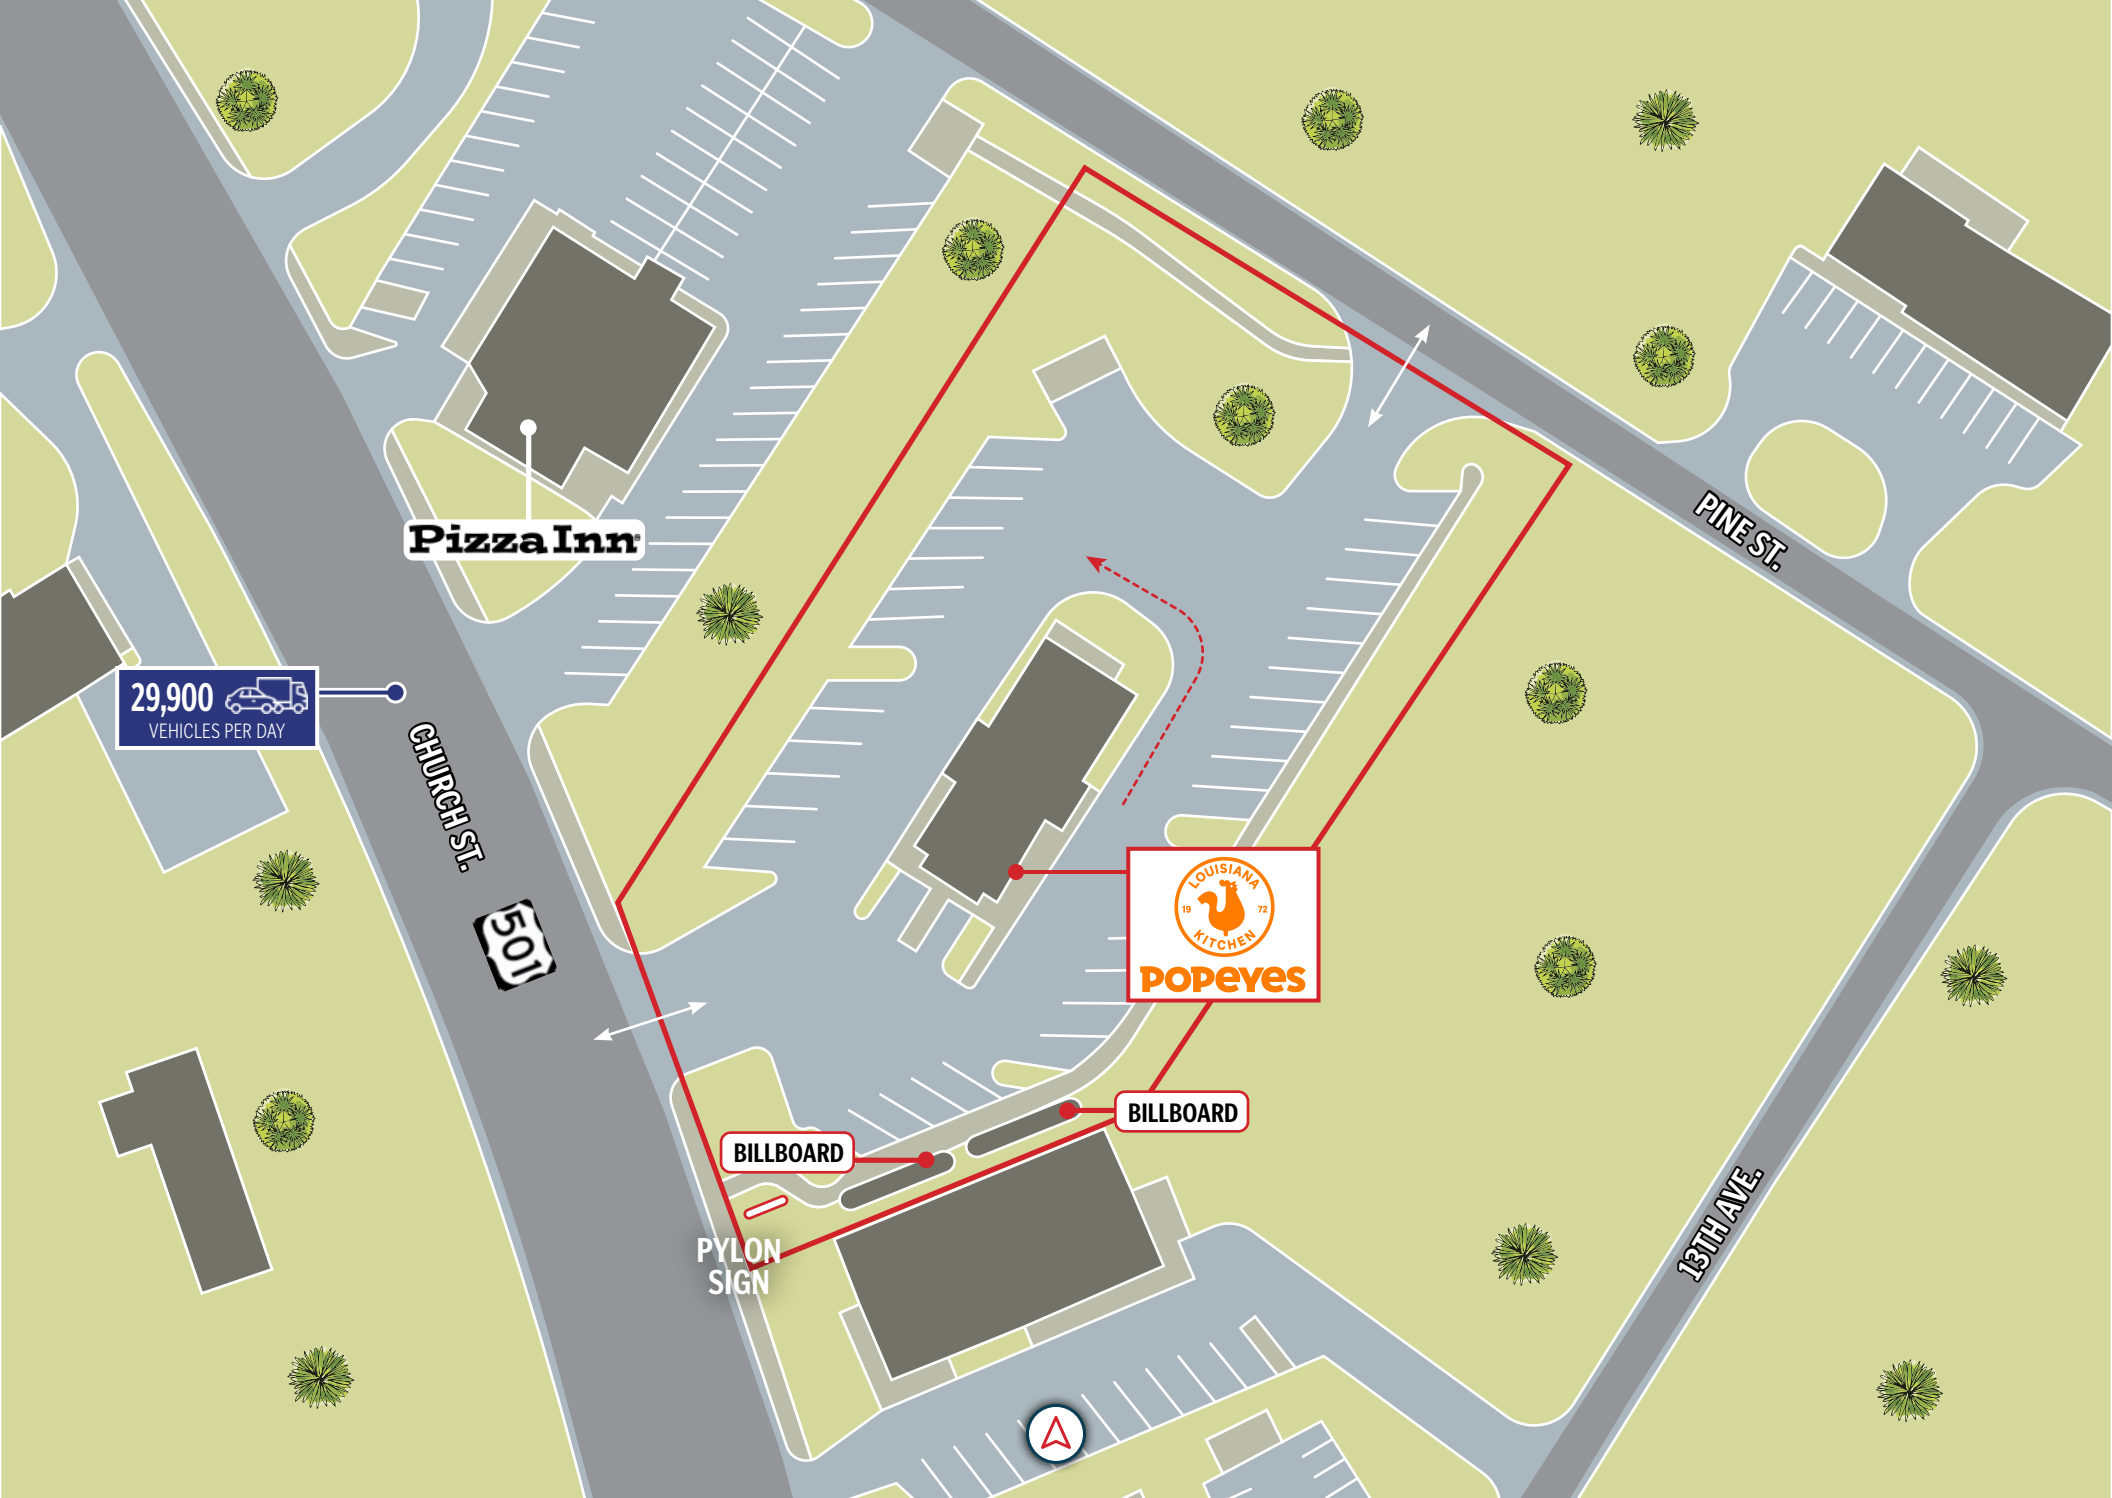 Pizza Inn
PINE ST.
29,900
VEHICLES PER DAY
CHURCH ST.
501
LOUISIANA
19 72
KITCHEN
POPEYES
BILLBOARD
BILLBOARD
PYLON
SIGN
13TH AVE.